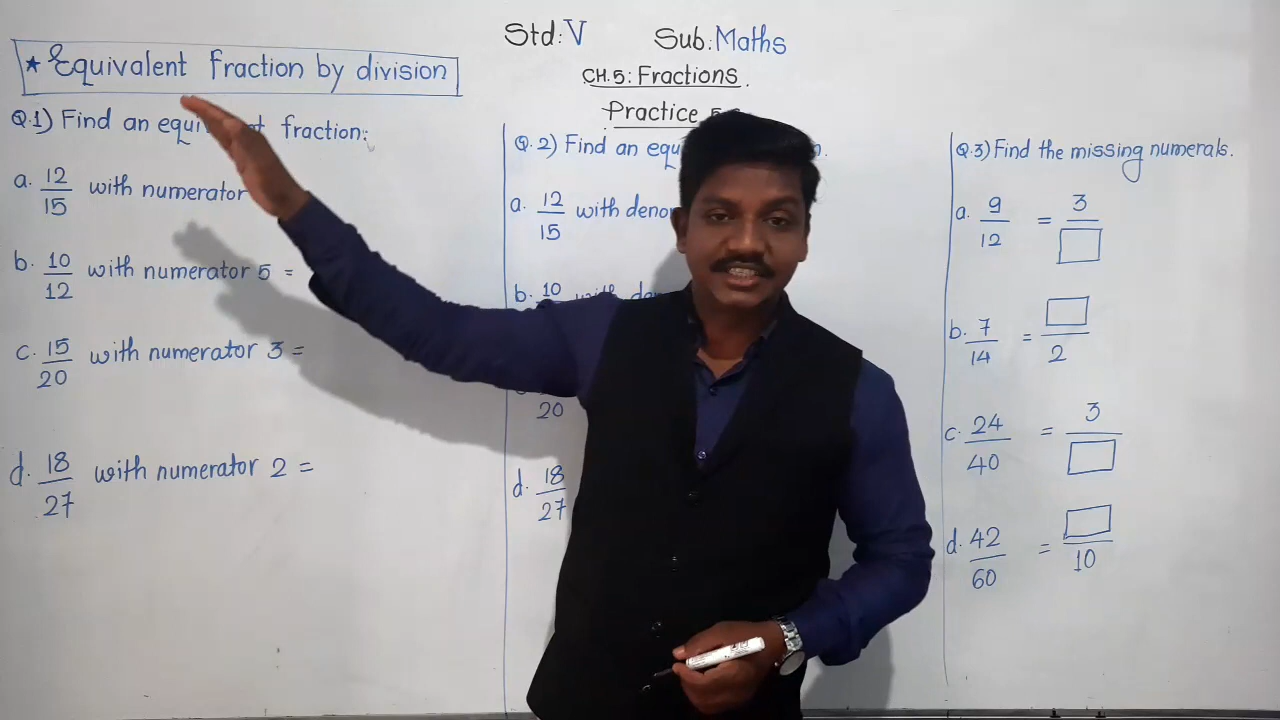 Std: V Sub: Maths
CH.5: Fractions.
Practice
★ Equivalent fraction by division
Q.1) Find an fraction:
a. 12/15 with numerator
b. 10/12 with numerator 5 =
c. 15/20 with numerator 3 =
d. 18/27 with numerator 2 =
Q.2) Find an
a. 12/15 with
b. 10
20
d. 18/27
Q.3) Find the missing numerals.
a. 9/12 = 3/□
b. 7/14 = □/2
c. 24/40 = 3/□
d. 42/60 = □/10